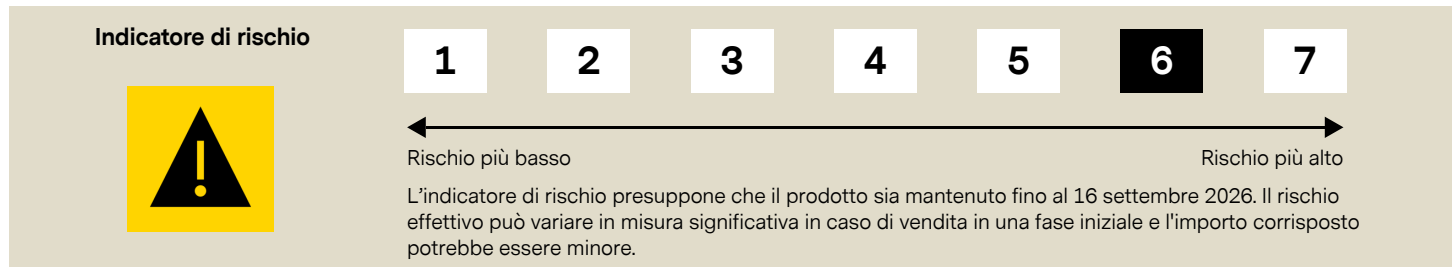 Indicatore di rischio
1 2 3 4 5 6 7
Rischio più basso Rischio più alto
L’indicatore di rischio presuppone che il prodotto sia mantenuto fino al 16 settembre 2026. Il rischio
effettivo può variare in misura significativa in caso di vendita in una fase iniziale e l'importo corrisposto
potrebbe essere minore.